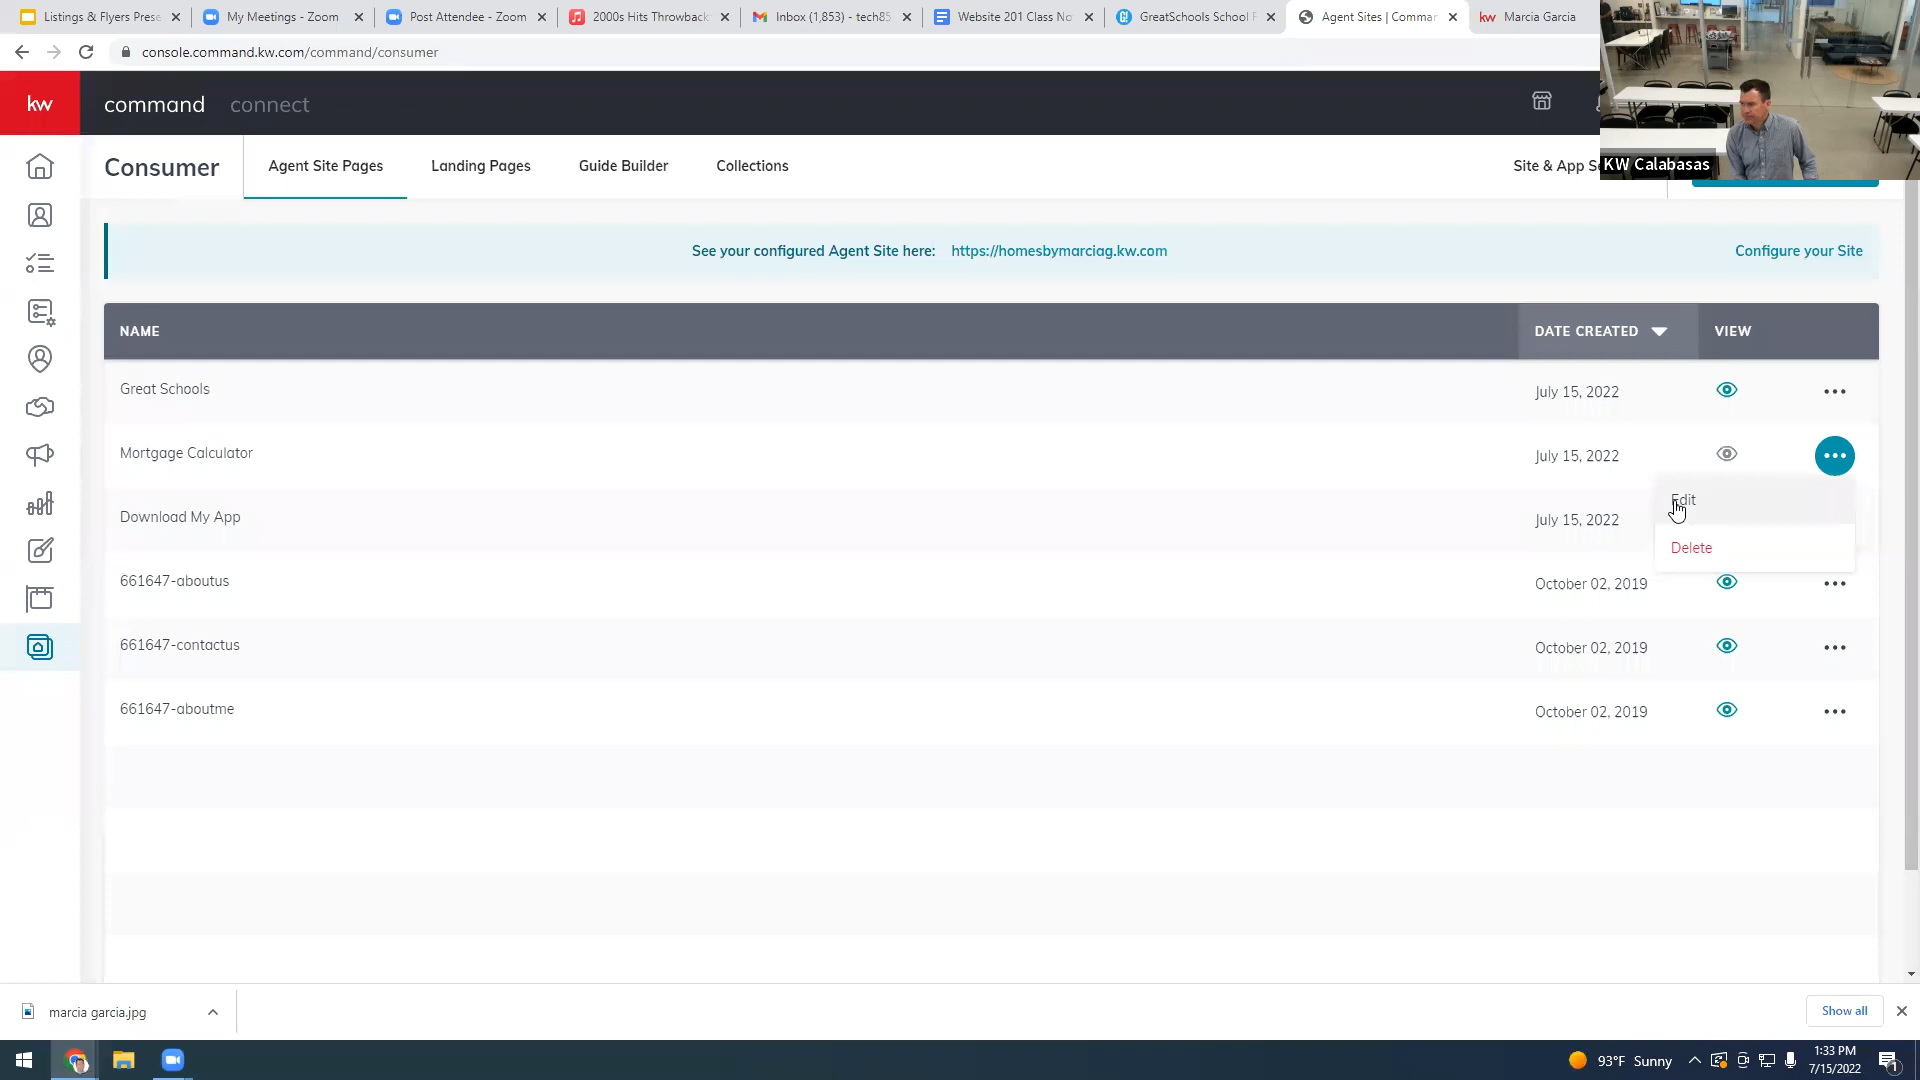 Listings & Flyers Prese
My Meetings - Zoom
Post Attendee - Zoom
2000s Hits Throwback
Inbox (1,853) - tech85
Website 201 Class No
GreatSchools School
Agent Sites | Comma
kw Marcia Garcia
console.command.kw.com/command/consumer
kw
command connect
KW Calabasas
Consumer
Agent Site Pages
Landing Pages
Guide Builder
Collections
Site & App Se
See your configured Agent Site here: https://homesbymarciag.kw.com
Configure your Site
NAME DATE CREATED VIEW
Great Schools July 15, 2022
Mortgage Calculator July 15, 2022
Edit
Download My App July 15, 2022
Delete
661647-aboutus October 02, 2019
661647-contactus October 02, 2019
661647-aboutme October 02, 2019
marcia garcia.jpg
Show all
93°F Sunny
1:33 PM
7/15/2022
1